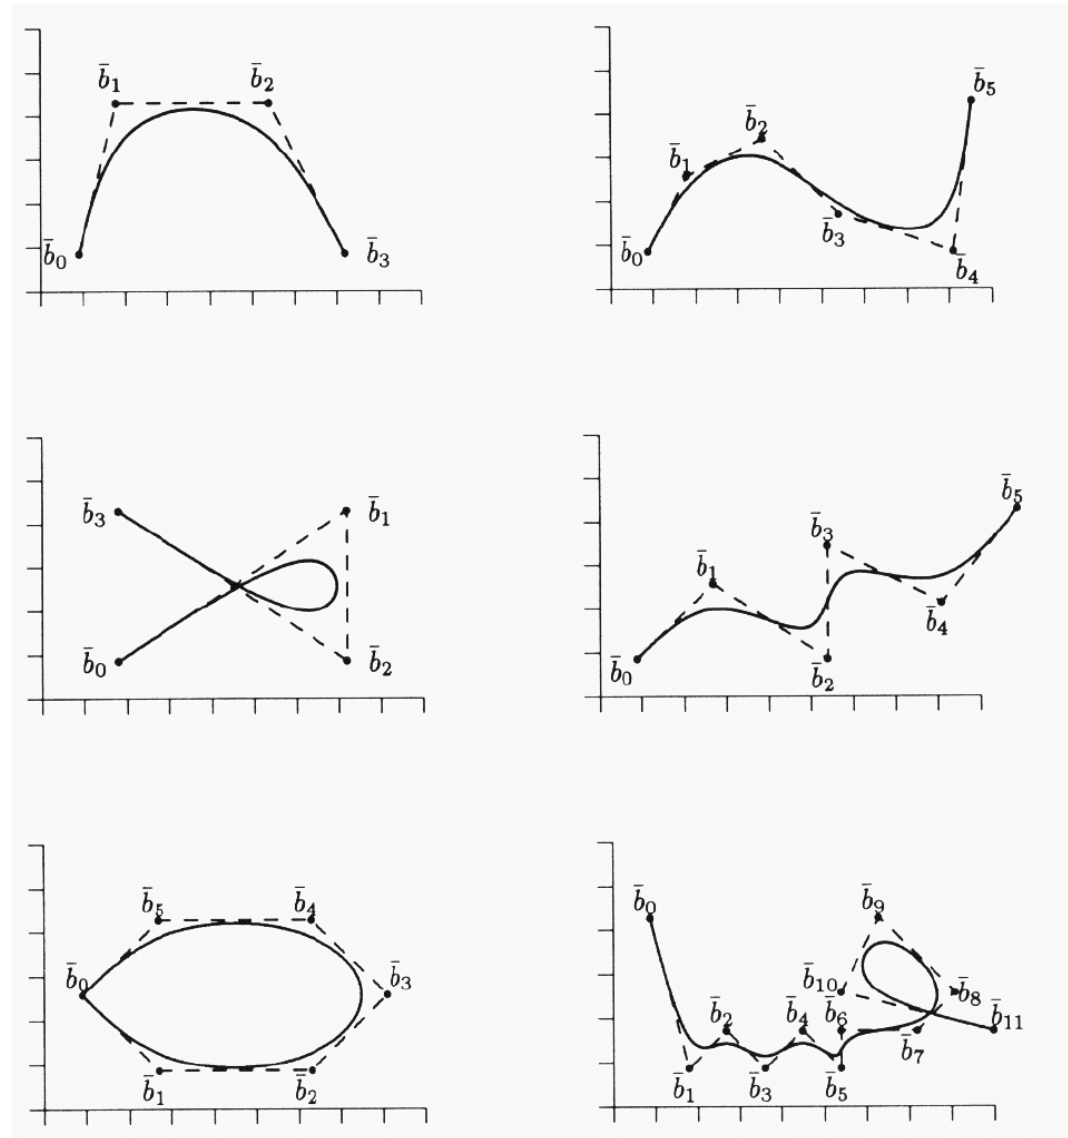 b̄₁ b̄₂
b̄₀ b̄₃
b̄₅
b̄₂
b̄₁
b̄₃
b̄₀ b̄₄
b̄₃ b̄₁
b̄₀ b̄₂
b̄₅
b̄₃
b̄₁
b̄₄
b̄₀ b̄₂
b̄₅ b̄₄
b̄₀ b̄₃
b̄₁ b̄₂
b̄₀ b̄₉
b̄₁₀ b̄₈
b̄₂ b̄₄ b̄₆ b̄₁₁
b̄₇
b̄₁ b̄₃ b̄₅